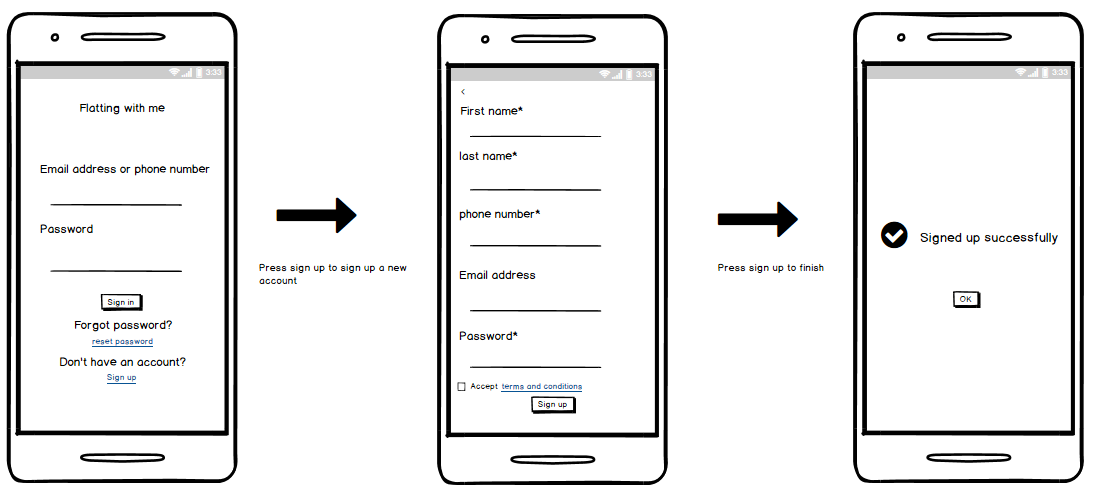 3:33
Flatting with me
Email address or phone number
Password
Sign in
Forgot password?
reset password
Don't have an account?
Sign up
Press sign up to sign up a new
account
3:33
<
First name*
last name*
phone number*
Email address
Password*
Accept terms and conditions
Sign up
Press sign up to finish
3:33
Signed up successfully
OK